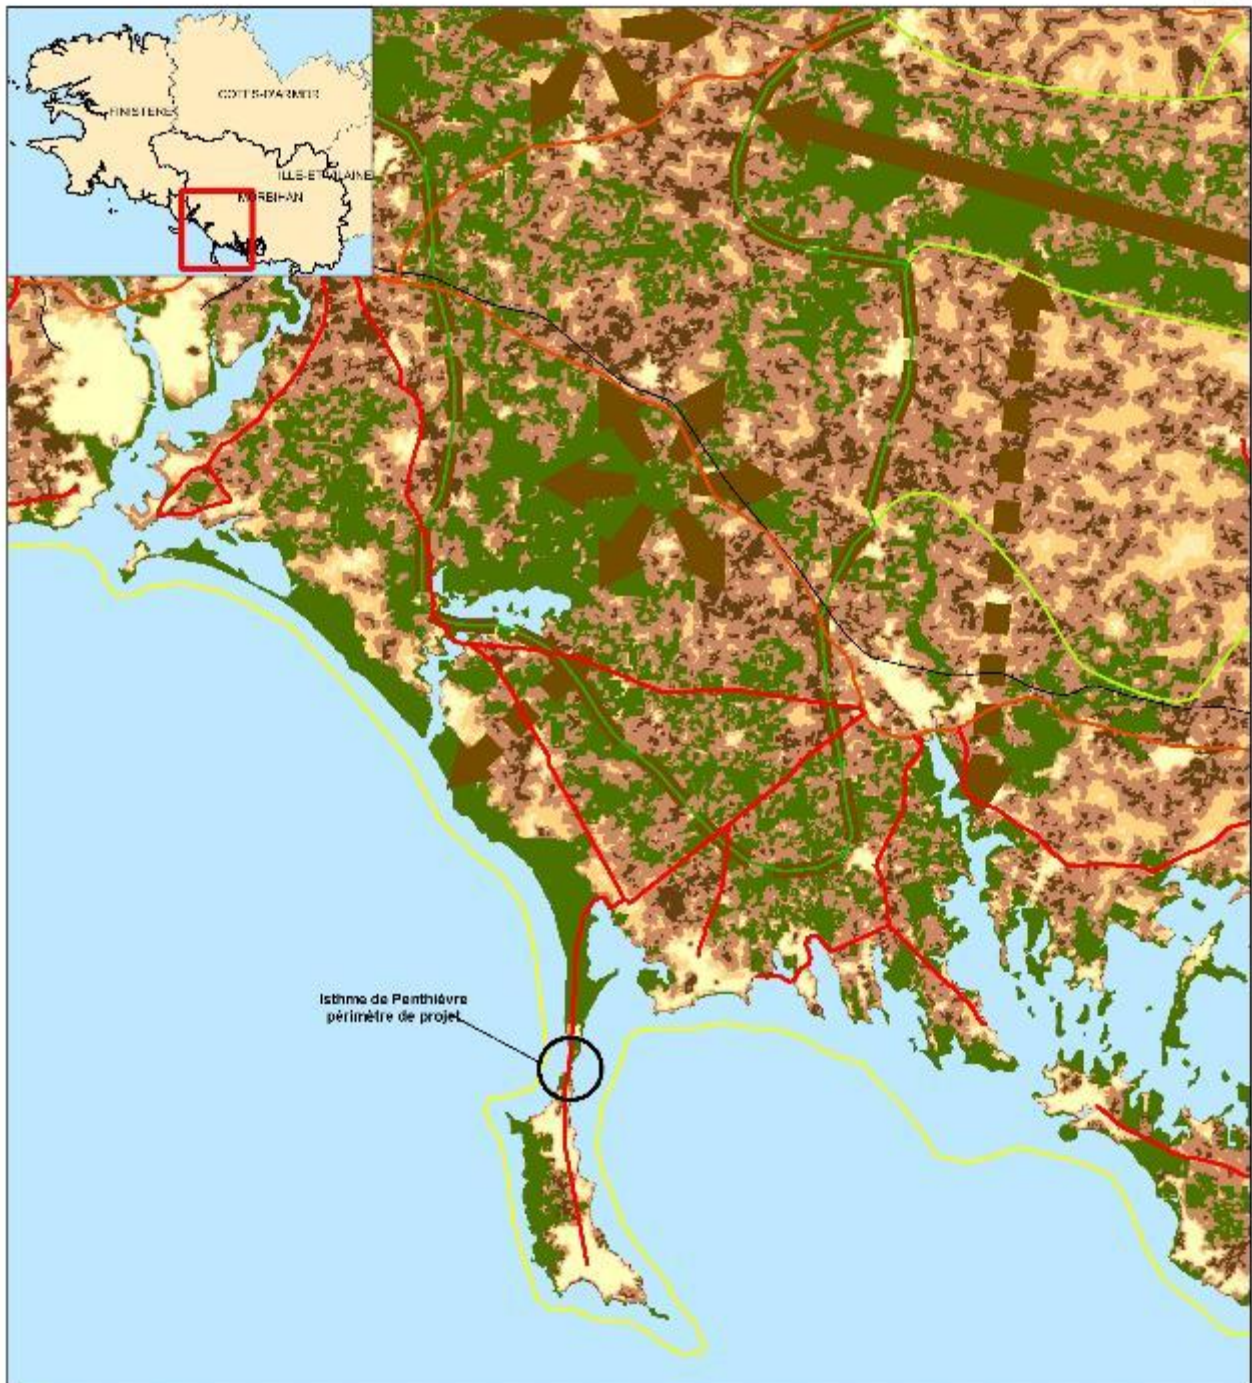 COTES-D'ARMOR
FINISTERE
ILLE-ET-VILAINE
MORBIHAN
Isthme de Penthièvre
périmètre de projet